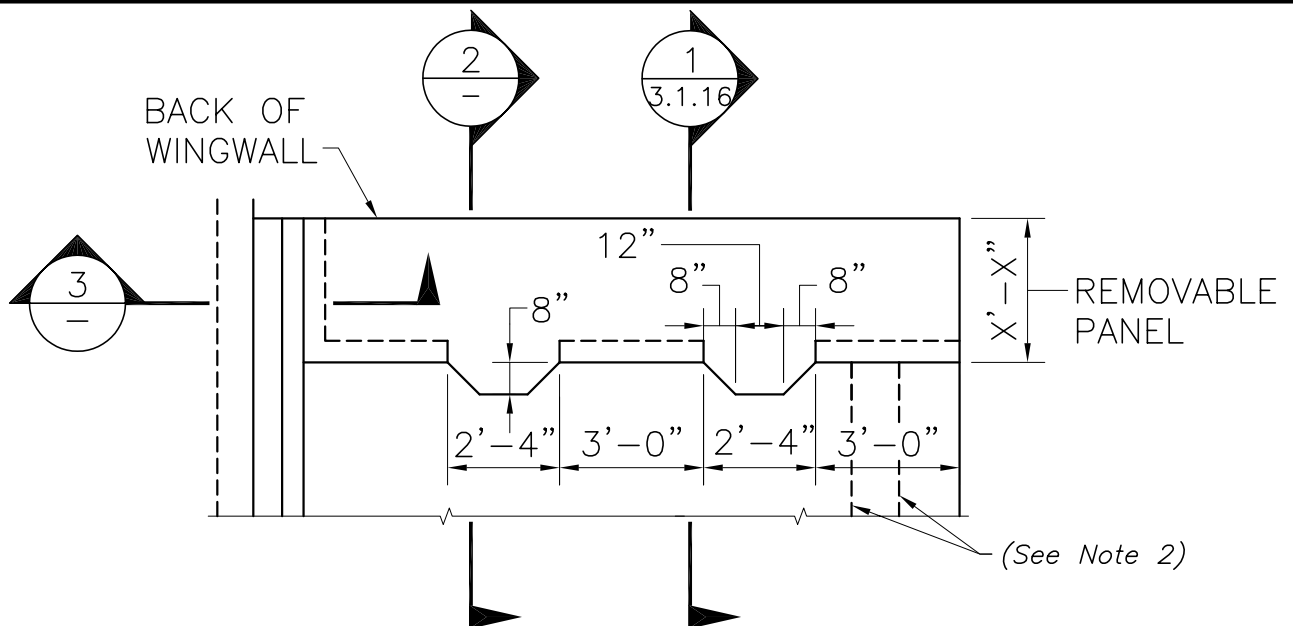 2
–
1
3.1.16
BACK OF
WINGWALL
3
–
12”
8”
8”
8”
X’–X”
REMOVABLE
PANEL
2’–4”
3’–0”
2’–4”
3’–0”
(See Note 2)